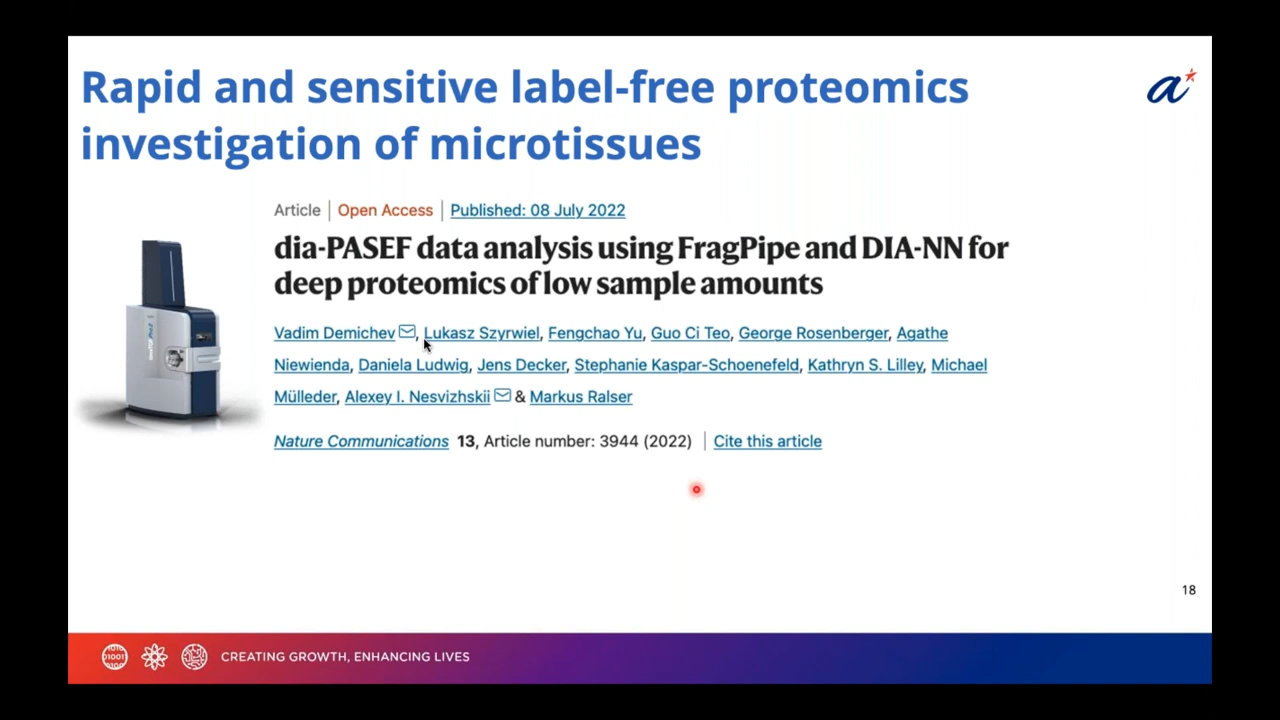 Rapid and sensitive label-free proteomics
investigation of microtissues
Article | Open Access | Published: 08 July 2022
dia-PASEF data analysis using FragPipe and DIA-NN for
deep proteomics of low sample amounts
Vadim Demichev, Lukasz Szyrwiel, Fengchao Yu, Guo Ci Teo, George Rosenberger, Agathe
Niewienda, Daniela Ludwig, Jens Decker, Stephanie Kaspar-Schoenefeld, Kathryn S. Lilley, Michael
Mülleder, Alexey I. Nesvizhskii & Markus Ralser
Nature Communications 13, Article number: 3944 (2022) | Cite this article
18
CREATING GROWTH, ENHANCING LIVES